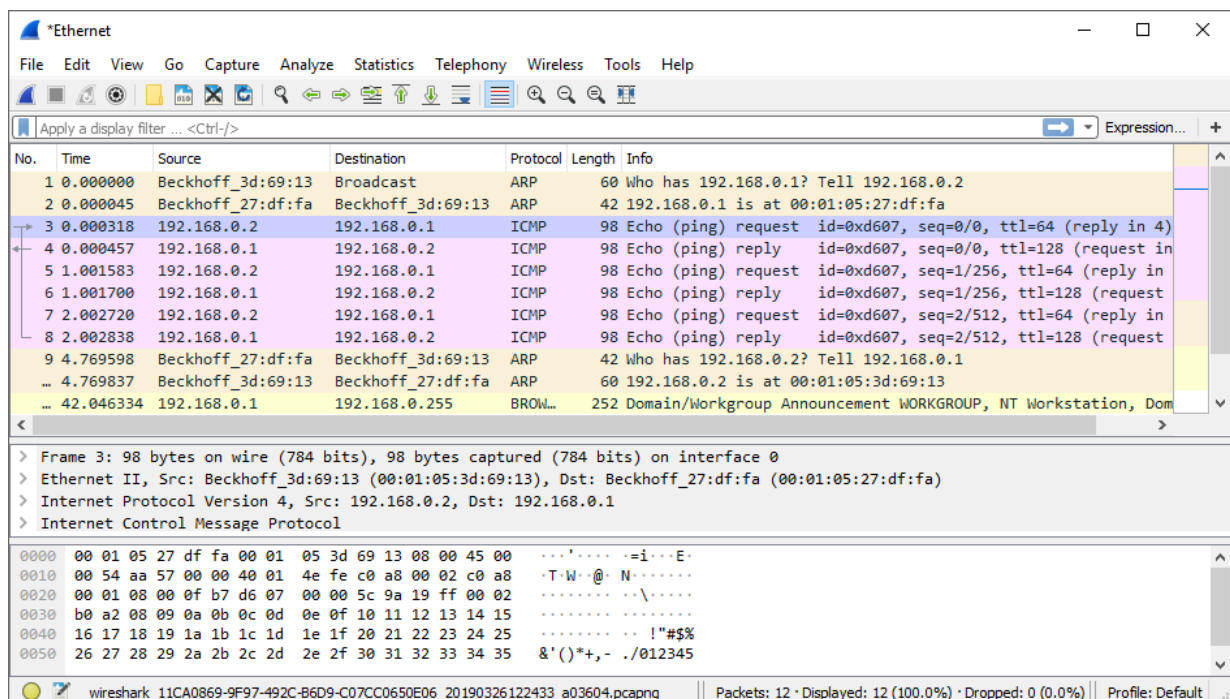 *Ethernet
File Edit View Go Capture Analyze Statistics Telephony Wireless Tools Help
Apply a display filter ... <Ctrl-/> Expression... +
No. Time Source Destination Protocol Length Info
1 0.000000 Beckhoff_3d:69:13 Broadcast ARP 60 Who has 192.168.0.1? Tell 192.168.0.2
2 0.000045 Beckhoff_27:df:fa Beckhoff_3d:69:13 ARP 42 192.168.0.1 is at 00:01:05:27:df:fa
3 0.000318 192.168.0.2 192.168.0.1 ICMP 98 Echo (ping) request id=0xd607, seq=0/0, ttl=64 (reply in 4)
4 0.000457 192.168.0.1 192.168.0.2 ICMP 98 Echo (ping) reply id=0xd607, seq=0/0, ttl=128 (request in
5 1.001583 192.168.0.2 192.168.0.1 ICMP 98 Echo (ping) request id=0xd607, seq=1/256, ttl=64 (reply in
6 1.001700 192.168.0.1 192.168.0.2 ICMP 98 Echo (ping) reply id=0xd607, seq=1/256, ttl=128 (request
7 2.002720 192.168.0.2 192.168.0.1 ICMP 98 Echo (ping) request id=0xd607, seq=2/512, ttl=64 (reply in
8 2.002838 192.168.0.1 192.168.0.2 ICMP 98 Echo (ping) reply id=0xd607, seq=2/512, ttl=128 (request
9 4.769598 Beckhoff_27:df:fa Beckhoff_3d:69:13 ARP 42 Who has 192.168.0.2? Tell 192.168.0.1
… 4.769837 Beckhoff_3d:69:13 Beckhoff_27:df:fa ARP 60 192.168.0.2 is at 00:01:05:3d:69:13
… 42.046334 192.168.0.1 192.168.0.255 BROW… 252 Domain/Workgroup Announcement WORKGROUP, NT Workstation, Dom
> Frame 3: 98 bytes on wire (784 bits), 98 bytes captured (784 bits) on interface 0
> Ethernet II, Src: Beckhoff_3d:69:13 (00:01:05:3d:69:13), Dst: Beckhoff_27:df:fa (00:01:05:27:df:fa)
> Internet Protocol Version 4, Src: 192.168.0.2, Dst: 192.168.0.1
> Internet Control Message Protocol
0000 00 01 05 27 df fa 00 01 05 3d 69 13 08 00 45 00 ···'···· ·=i···E·
0010 00 54 aa 57 00 00 40 01 4e fe c0 a8 00 02 c0 a8 ·T·W··@· N·······
0020 00 01 08 00 0f b7 d6 07 00 00 5c 9a 19 ff 00 02 ········ ··\·····
0030 b0 a2 08 09 0a 0b 0c 0d 0e 0f 10 11 12 13 14 15 ········ ········
0040 16 17 18 19 1a 1b 1c 1d 1e 1f 20 21 22 23 24 25 ········ ·· !"#$%
0050 26 27 28 29 2a 2b 2c 2d 2e 2f 30 31 32 33 34 35 &'()*+,- ./012345
wireshark_11CA0869-9F97-492C-B6D9-C07CC0650E06_20190326122433_a03604.pcapng Packets: 12 · Displayed: 12 (100.0%) · Dropped: 0 (0.0%) Profile: Default